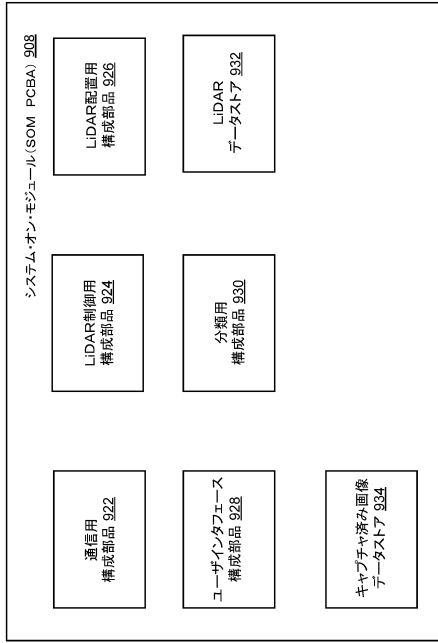 システム・オン・モジュール(SOM PCBA) 908
通信用
構成部品 922
LiDAR制御用
構成部品 924
LiDAR配置用
構成部品 926
ユーザインタフェース
構成部品 928
分類用
構成部品 930
LiDAR
データストア 932
キャプチャ済み画像
データストア 934